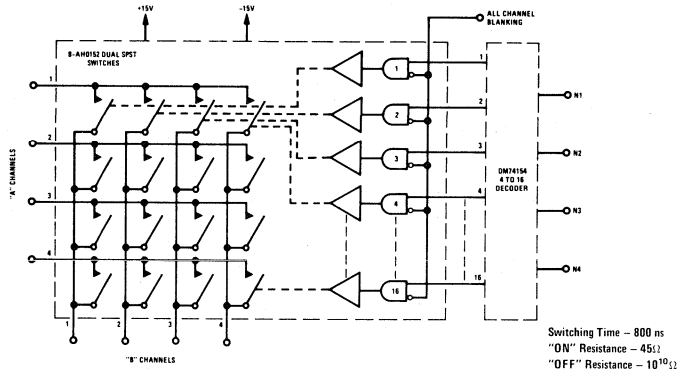 +15V
-15V
ALL CHANNEL
BLANKING
8-AH0152 DUAL SPST
SWITCHES
1
2
3
4
"A" CHANNELS
1
2
3
4
16
1
2
3
4
16
DM74154
4 TO 16
DECODER
N1
N2
N3
N4
1
2
3
4
"B" CHANNELS
Switching Time – 800 ns
"ON" Resistance – 45Ω
"OFF" Resistance – 10¹⁰Ω